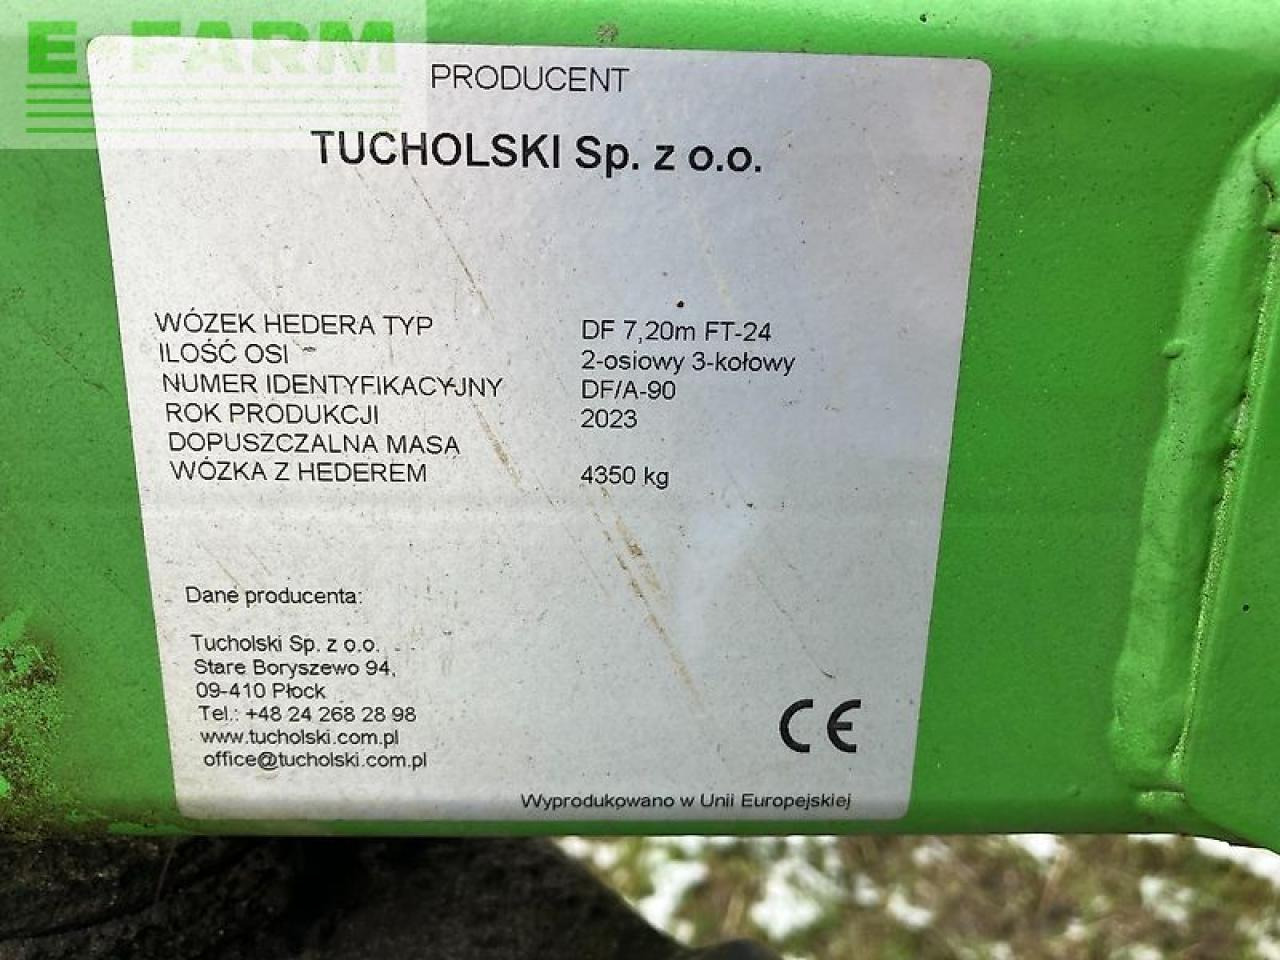 E-FARM
PRODUCENT
TUCHOLSKI Sp. z o.o.
WÓZEK HEDERA TYP DF 7,20m FT-24
ILOŚĆ OSI 2-osiowy 3-kołowy
NUMER IDENTYFIKACYJNY DF/A-90
ROK PRODUKCJI 2023
DOPUSZCZALNA MASA
WÓZKA Z HEDEREM 4350 kg
Dane producenta:
Tucholski Sp. z o.o.
Stare Boryszewo 94,
09-410 Płock
Tel.: +48 24 268 28 98
www.tucholski.com.pl
office@tucholski.com.pl
CE
Wyprodukowano w Unii Europejskiej